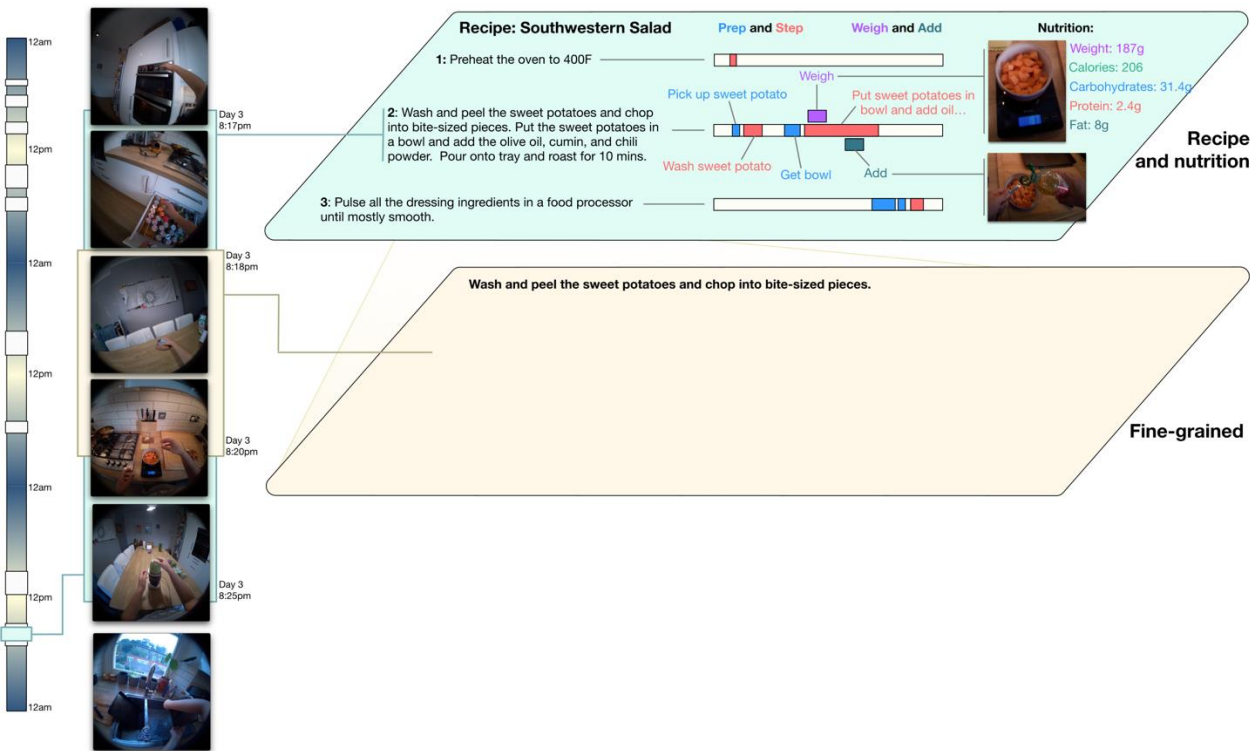 12am
12pm
12am
12pm
12am
12pm
12am
Day 3
8:17pm
Day 3
8:18pm
Day 3
8:20pm
Day 3
8:25pm
Recipe: Southwestern Salad
Prep and Step
Weigh and Add
Nutrition:
1: Preheat the oven to 400F
Weigh
Weight: 187g
Calories: 206
Carbohydrates: 31.4g
Protein: 2.4g
Fat: 8g
2: Wash and peel the sweet potatoes and chop
into bite-sized pieces. Put the sweet potatoes in
a bowl and add the olive oil, cumin, and chili
powder. Pour onto tray and roast for 10 mins.
Pick up sweet potato
Put sweet potatoes in
bowl and add oil...
Wash sweet potato
Get bowl
Add
3: Pulse all the dressing ingredients in a food processor
until mostly smooth.
Recipe
and nutrition
Wash and peel the sweet potatoes and chop into bite-sized pieces.
Fine-grained